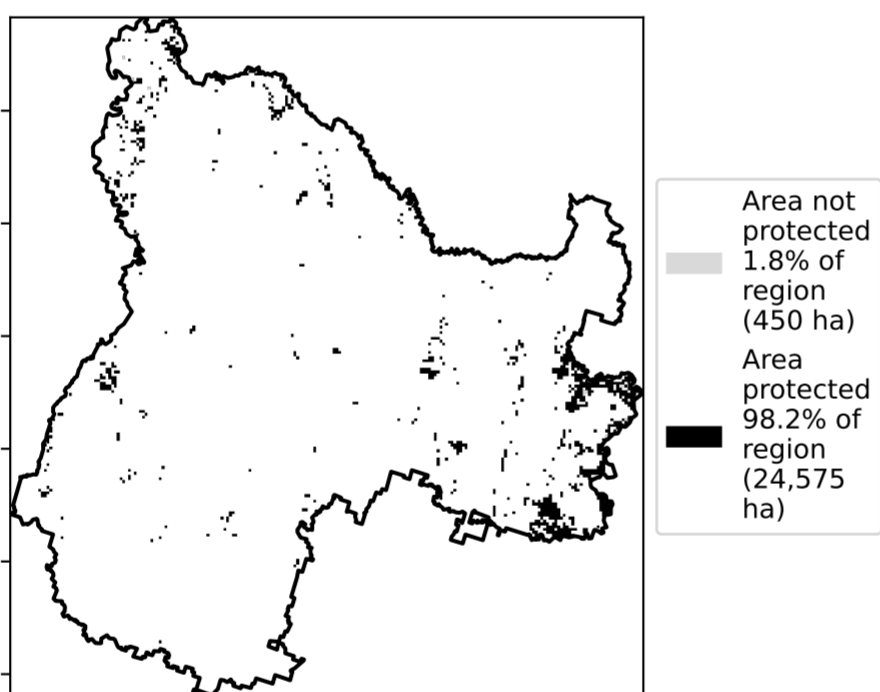 Area not
protected
1.8% of
region
(450 ha)
Area
protected
98.2% of
region
(24,575
ha)